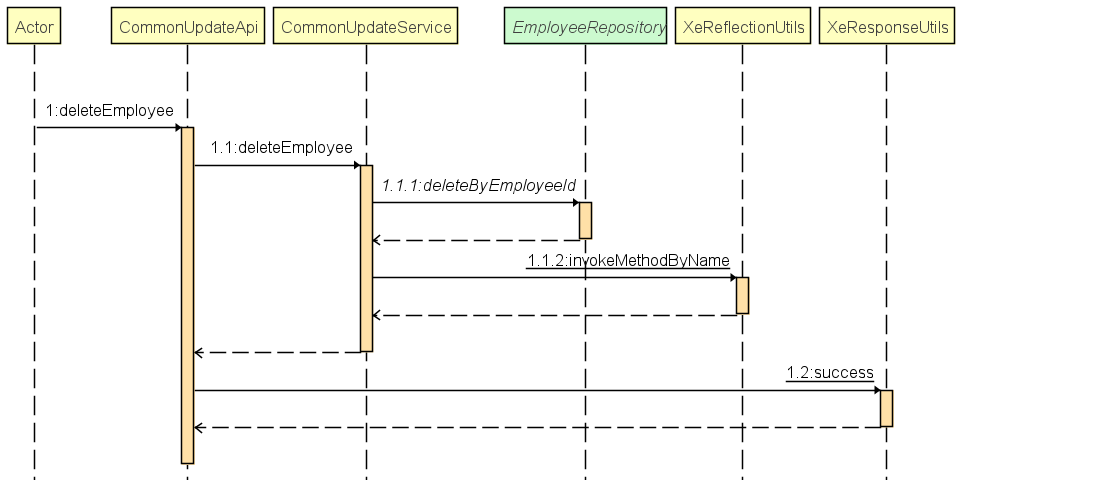 Actor
CommonUpdateApi
CommonUpdateService
EmployeeRepository
XeReflectionUtils
XeResponseUtils
1:deleteEmployee
1.1:deleteEmployee
1.1.1:deleteByEmployeeId
1.1.2:invokeMethodByName
1.2:success